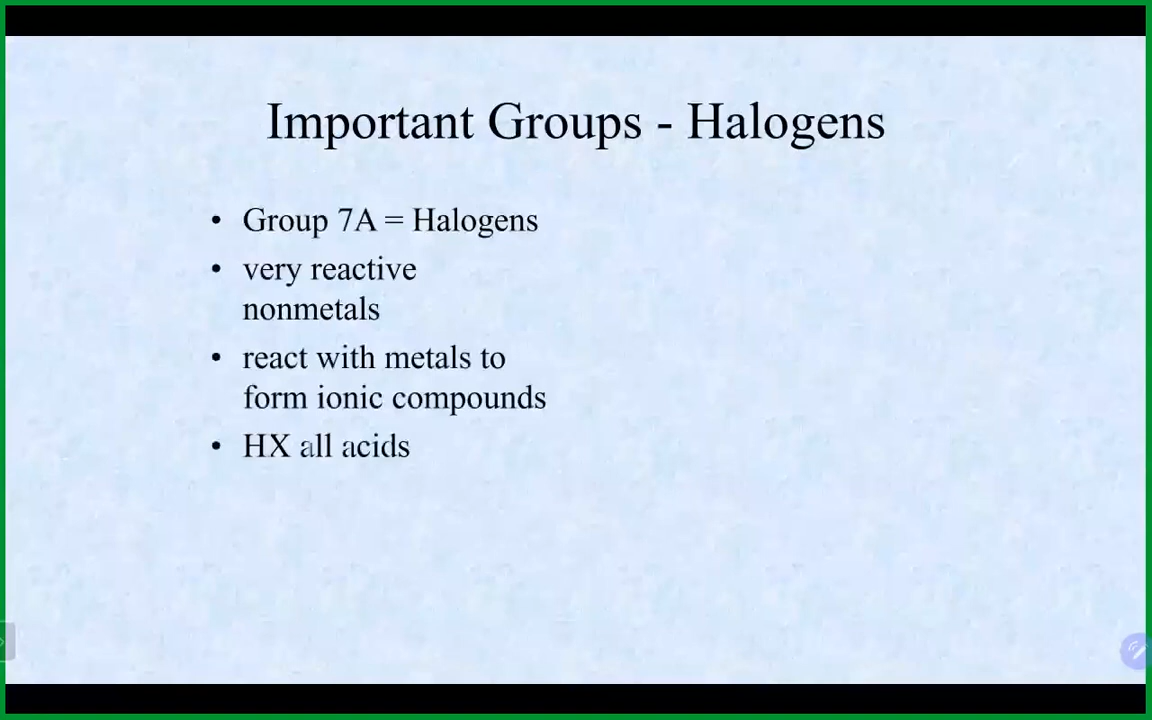 Important Groups - Halogens
• Group 7A = Halogens
• very reactive
nonmetals
• react with metals to
form ionic compounds
• HX all acids